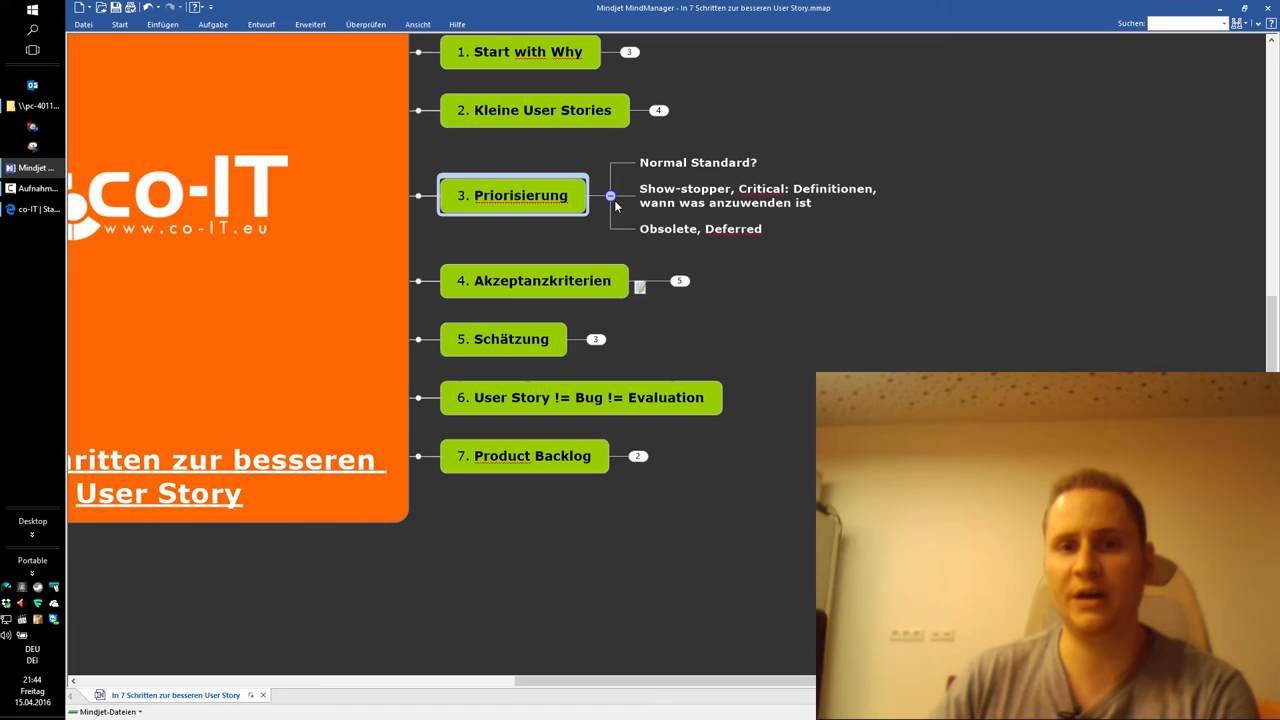 Mindjet MindManager - In 7 Schritten zur besseren User Story.mmap
Datei Start Einfügen Aufgabe Entwurf Erweitert Überprüfen Ansicht Hilfe
Suchen:
1. Start with Why 3
2. Kleine User Stories 4
Normal Standard?
3. Priorisierung
Show-stopper, Critical: Definitionen,
wann was anzuwenden ist
Obsolete, Deferred
4. Akzeptanzkriterien 5
5. Schätzung 3
6. User Story != Bug != Evaluation
7. Product Backlog 2
co-IT
www.co-IT.eu
hritten zur besseren
User Story
\\pc-4011...
Mindjet ...
Aufnahm...
co-IT | Sta...
Desktop
Portable
DEU
DEI
21:44
Freitag
15.04.2016
In 7 Schritten zur besseren User Story
Mindjet-Dateien